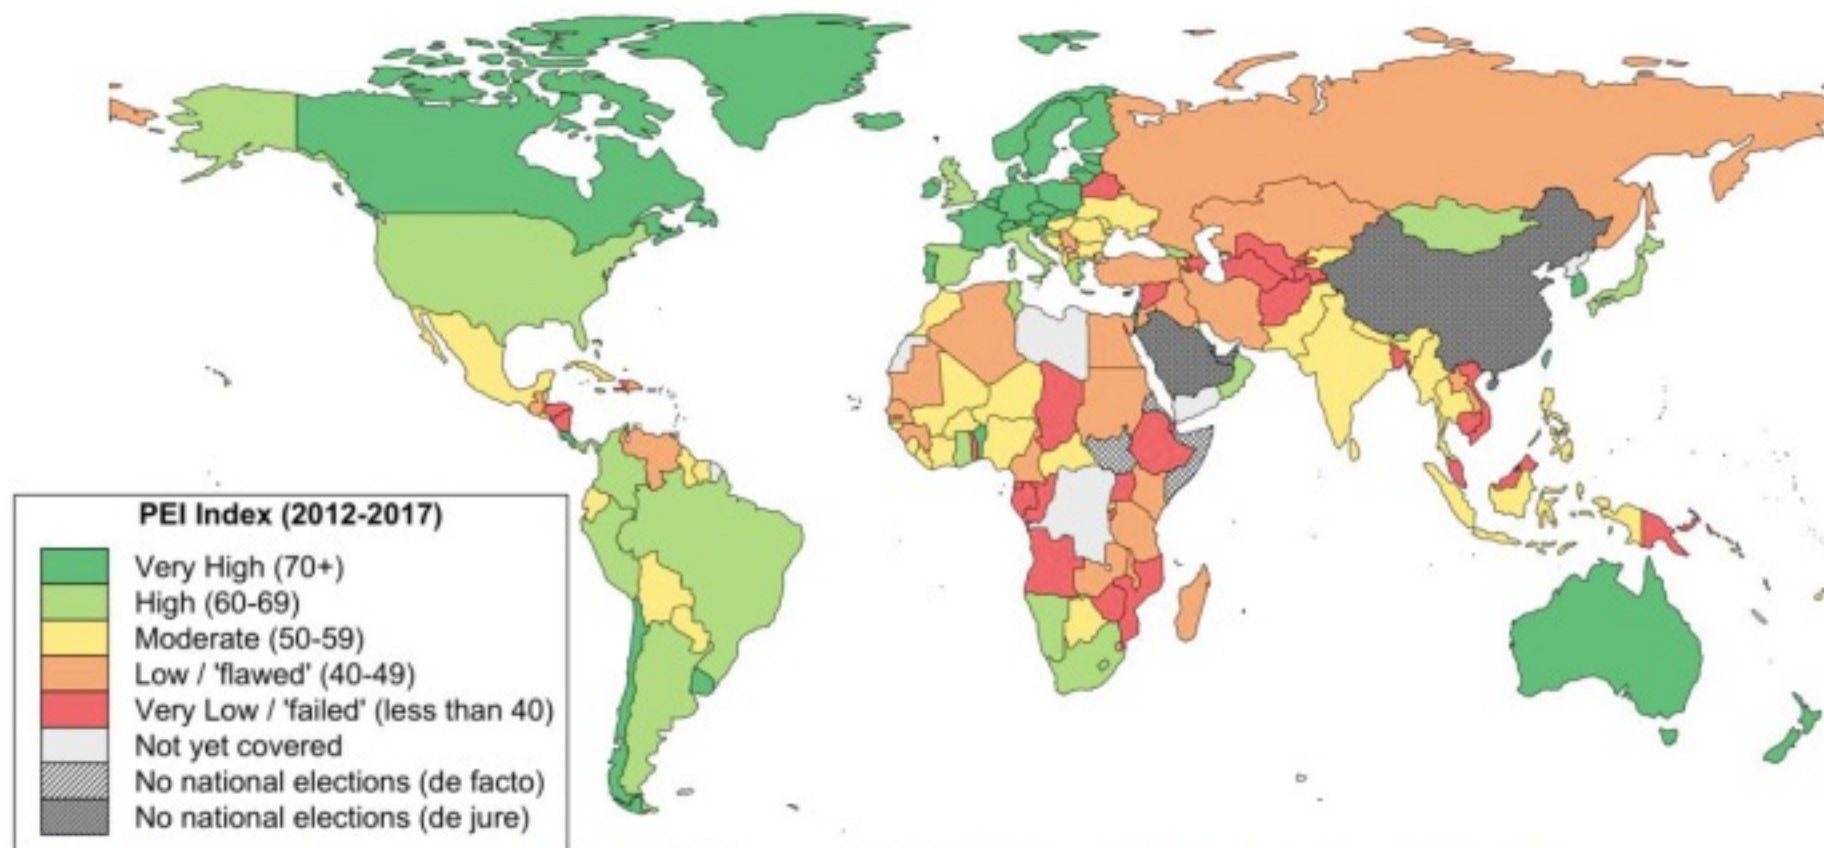 PEI Index (2012-2017)
Very High (70+)
High (60-69)
Moderate (50-59)
Low / 'flawed' (40-49)
Very Low / 'failed' (less than 40)
Not yet covered
No national elections (de facto)
No national elections (de jure)